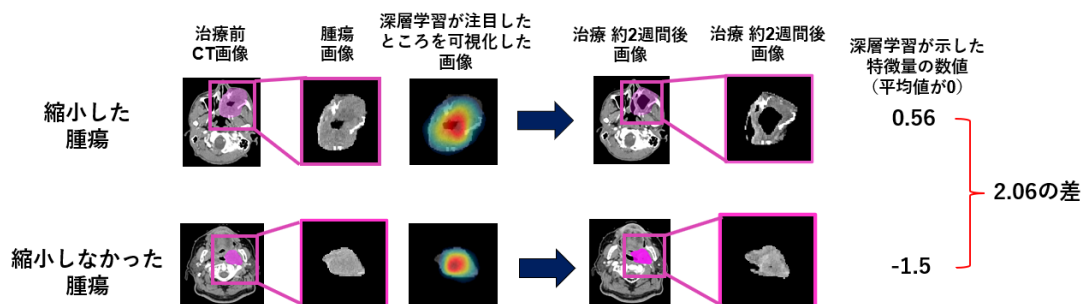 治療前
CT画像
腫瘍
画像
深層学習が注目した
ところを可視化した
画像
治療 約2週間後
画像
治療 約2週間後
画像
深層学習が示した
特徴量の数値
（平均値が0）
縮小した
腫瘍
0.56
2.06の差
縮小しなかった
腫瘍
-1.5